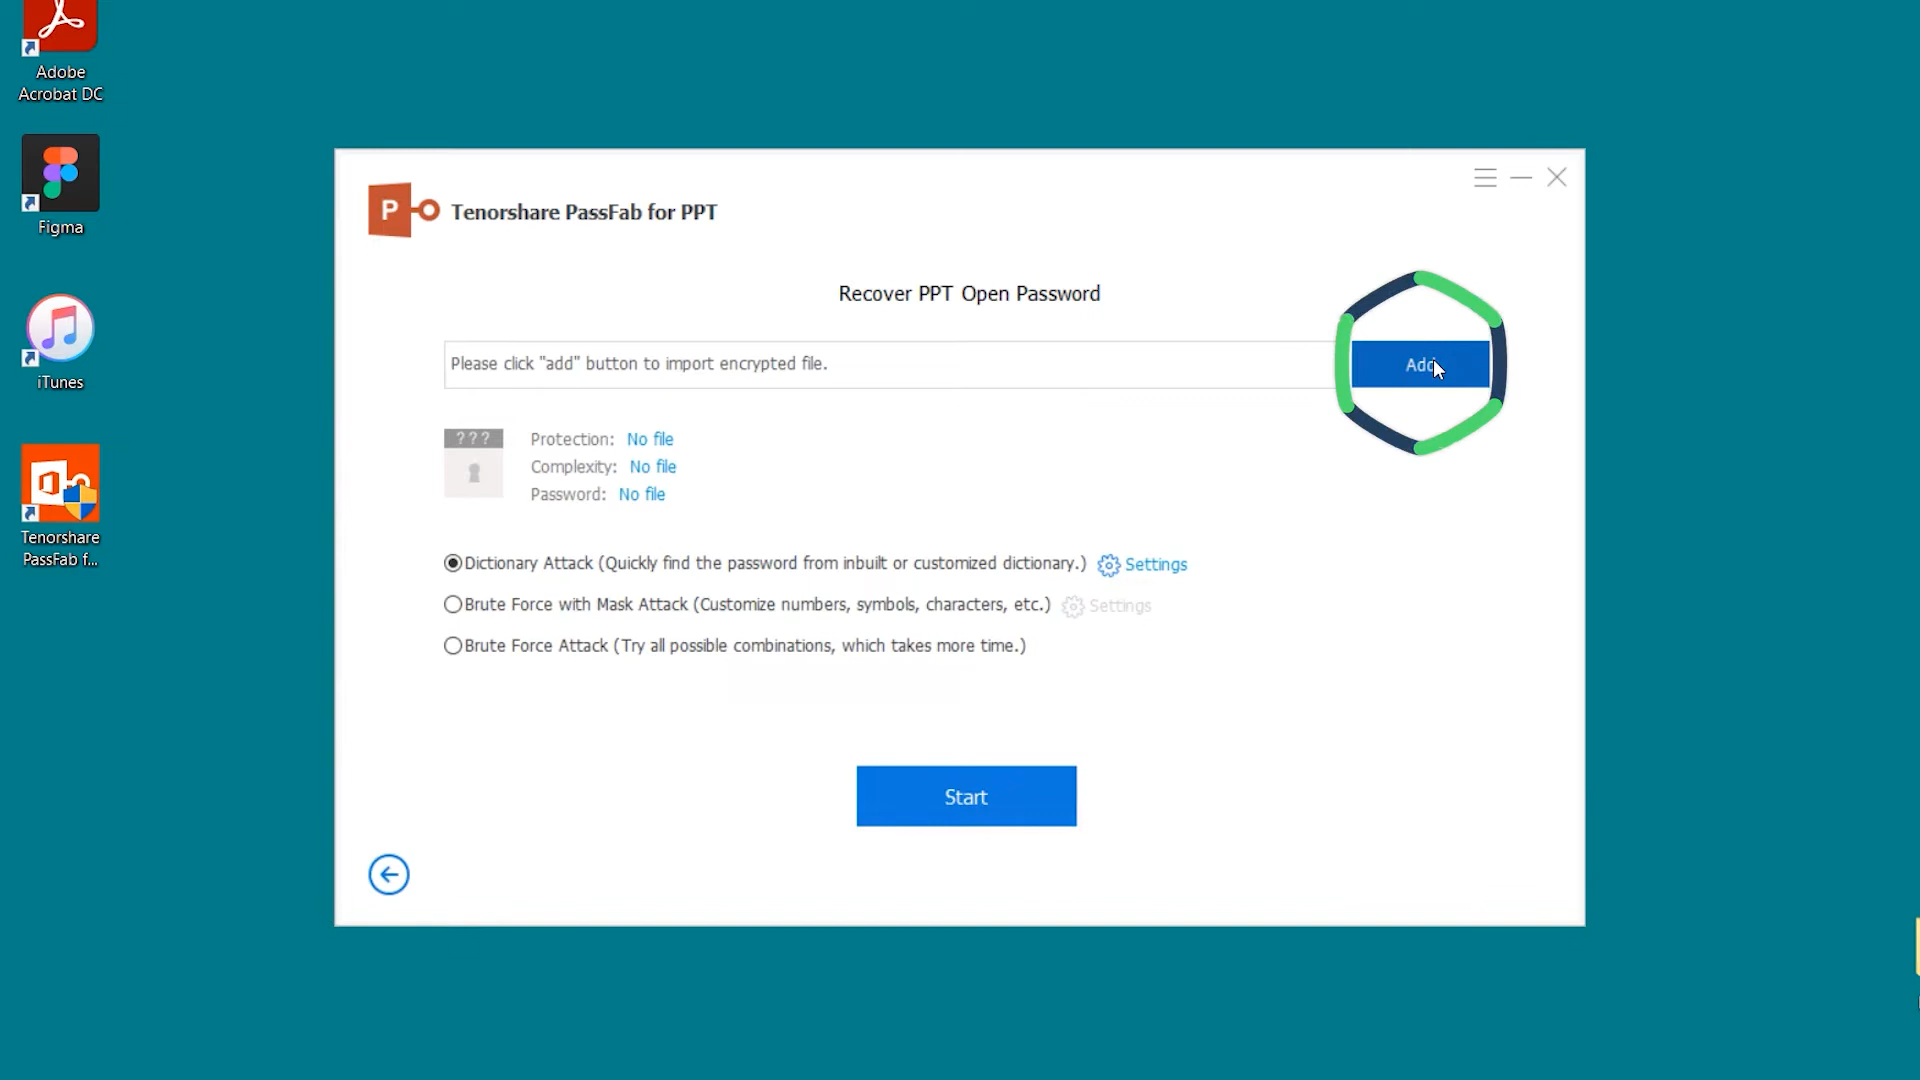 Adobe
Acrobat DC
Figma
iTunes
Tenorshare
PassFab f...
P
Tenorshare PassFab for PPT
Recover PPT Open Password
Please click "add" button to import encrypted file.
Add
???
Protection: No file
Complexity: No file
Password: No file
Dictionary Attack (Quickly find the password from inbuilt or customized dictionary.) Settings
Brute Force with Mask Attack (Customize numbers, symbols, characters, etc.) Settings
Brute Force Attack (Try all possible combinations, which takes more time.)
Start